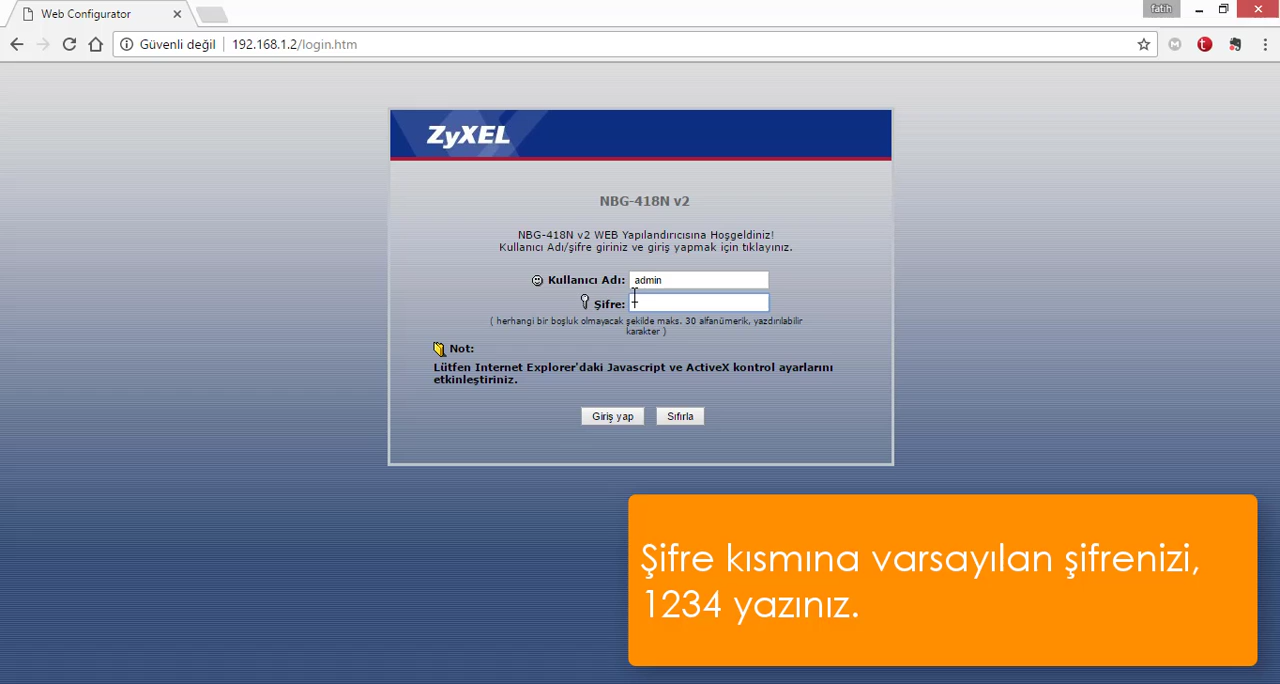 Web Configurator
fatih
Güvenli değil 192.168.1.2/login.htm
ZyXEL
NBG-418N v2
NBG-418N v2 WEB Yapılandırıcısına Hoşgeldiniz!
Kullanıcı Adı/şifre giriniz ve giriş yapmak için tıklayınız.
Kullanıcı Adı: admin
Şifre:
( herhangi bir boşluk olmayacak şekilde maks. 30 alfanümerik, yazdırılabilir
karakter )
Not:
Lütfen Internet Explorer'daki Javascript ve ActiveX kontrol ayarlarını
etkinleştiriniz.
Giriş yap Sıfırla
Şifre kısmına varsayılan şifrenizi,
1234 yazınız.